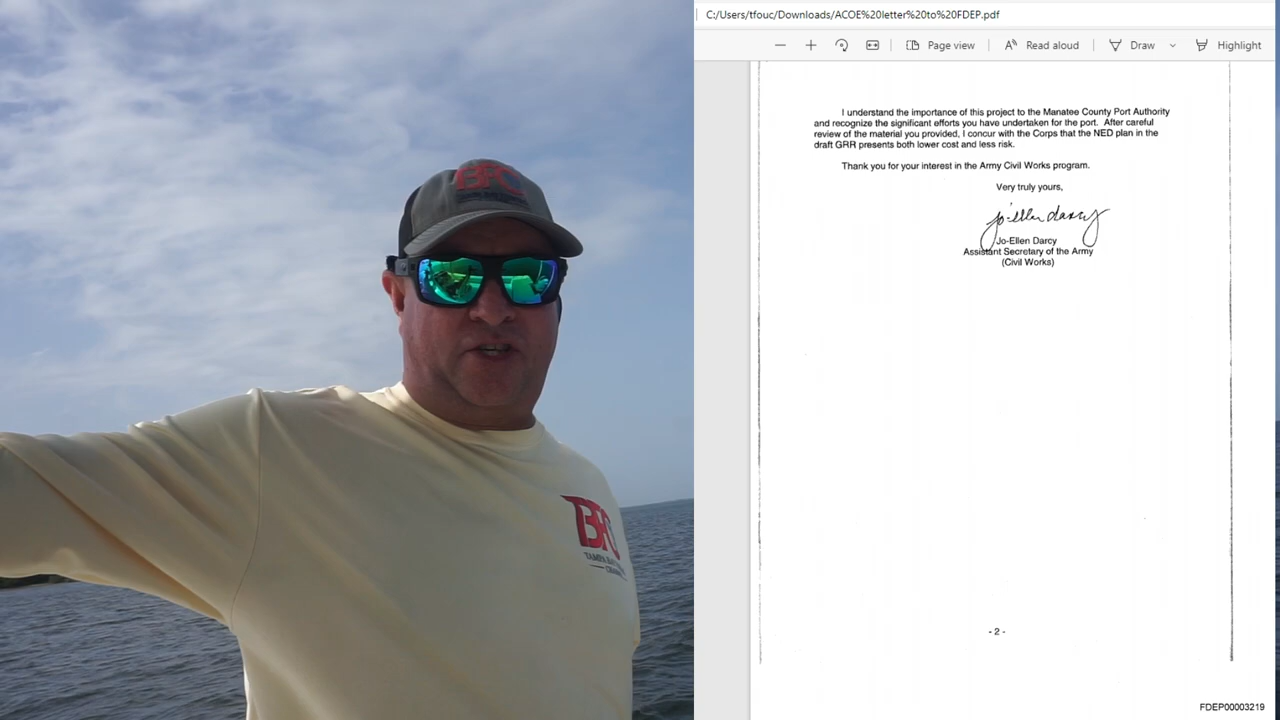 BFC
BFC
TAMPA BAY
C:/Users/tfouc/Downloads/ACOE%20letter%20to%20FDEP.pdf
Page view
Read aloud
Draw
Highlight
I understand the importance of this project to the Manatee County Port Authority
and recognize the significant efforts you have undertaken for the port. After careful
review of the material you provided, I concur with the Corps that the NED plan in the
draft GRR presents both lower cost and less risk.
Thank you for your interest in the Army Civil Works program.
Very truly yours,
jo-ellen darcy
Jo-Ellen Darcy
Assistant Secretary of the Army
(Civil Works)
- 2 -
FDEP00003219